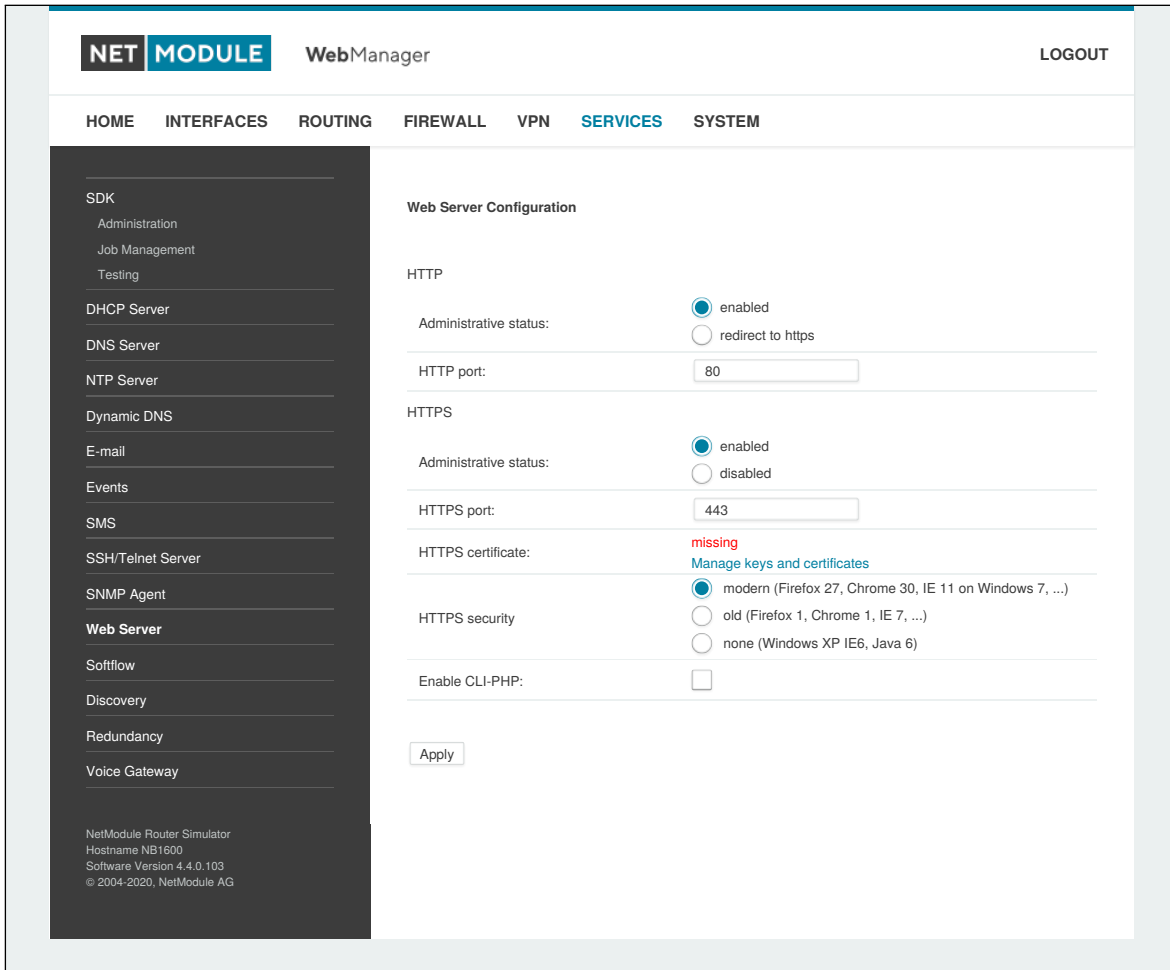 NET MODULE WebManager LOGOUT
HOME INTERFACES ROUTING FIREWALL VPN SERVICES SYSTEM
SDK
Administration
Job Management
Testing
DHCP Server
DNS Server
NTP Server
Dynamic DNS
E-mail
Events
SMS
SSH/Telnet Server
SNMP Agent
Web Server
Softflow
Discovery
Redundancy
Voice Gateway
NetModule Router Simulator
Hostname NB1600
Software Version 4.4.0.103
© 2004-2020, NetModule AG
Web Server Configuration
HTTP
Administrative status:
enabled
redirect to https
HTTP port: 80
HTTPS
Administrative status:
enabled
disabled
HTTPS port: 443
HTTPS certificate:
missing
Manage keys and certificates
HTTPS security
modern (Firefox 27, Chrome 30, IE 11 on Windows 7, ...)
old (Firefox 1, Chrome 1, IE 7, ...)
none (Windows XP IE6, Java 6)
Enable CLI-PHP:
Apply